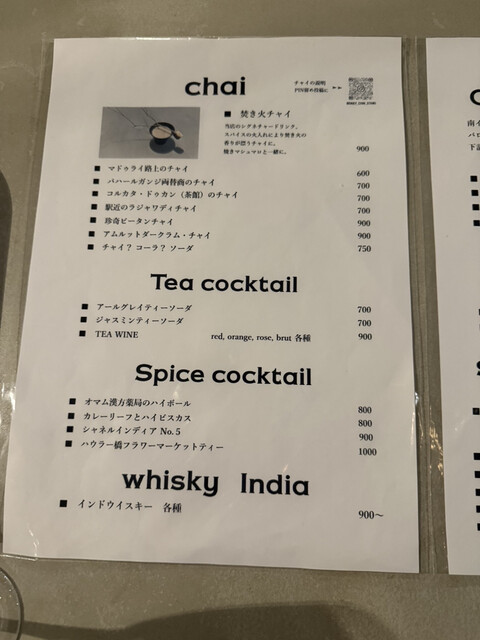 chai
チャイの説明
■ 焚き火チャイ
当店のシグネチャードリンク。
スパイスの火入れにより焚き火の
香りが漂うチャイに、
焼きマシュマロと一緒に。
900
■ マドゥライ路上のチャイ 600
■ バハールガンジ両替商のチャイ 700
■ コルカタ・ドゥカン（茶館）のチャイ 700
■ 駅近のラジャワディチャイ 700
■ 珍奇ビータンチャイ 900
■ アムルットダークラム・チャイ 900
■ チャイ？ コーラ？ ソーダ 750
Tea cocktail
■ アールグレイティーソーダ 700
■ ジャスミンティーソーダ 700
■ TEA WINE red, orange, rose, brut 各種 900
Spice cocktail
■ オマム漢方薬局のハイボール 800
■ カレーリーフとハイビスカス 800
■ シャネルインディア No.5 900
■ ハウラー橋フラワーマーケットティー 1000
whisky India
■ インドウイスキー 各種 900～
南イ
下記